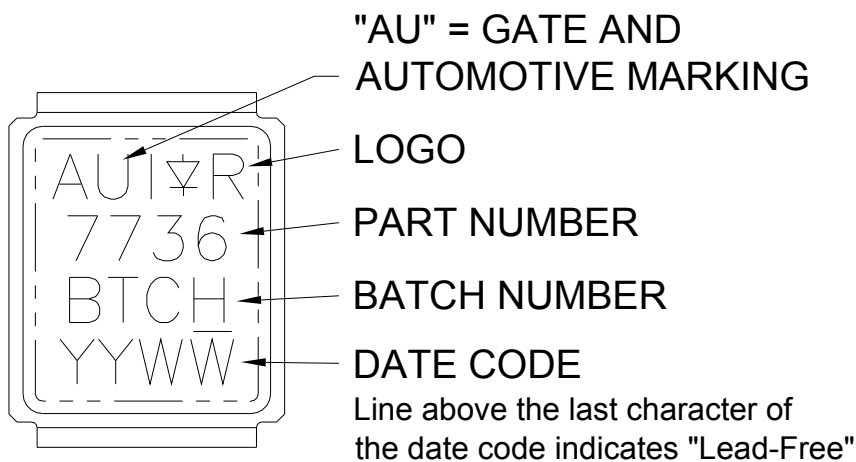 "AU" = GATE AND
AUTOMOTIVE MARKING
AUI R
LOGO
7736
PART NUMBER
BTCH
BATCH NUMBER
YYWW
DATE CODE
Line above the last character of
the date code indicates "Lead-Free"